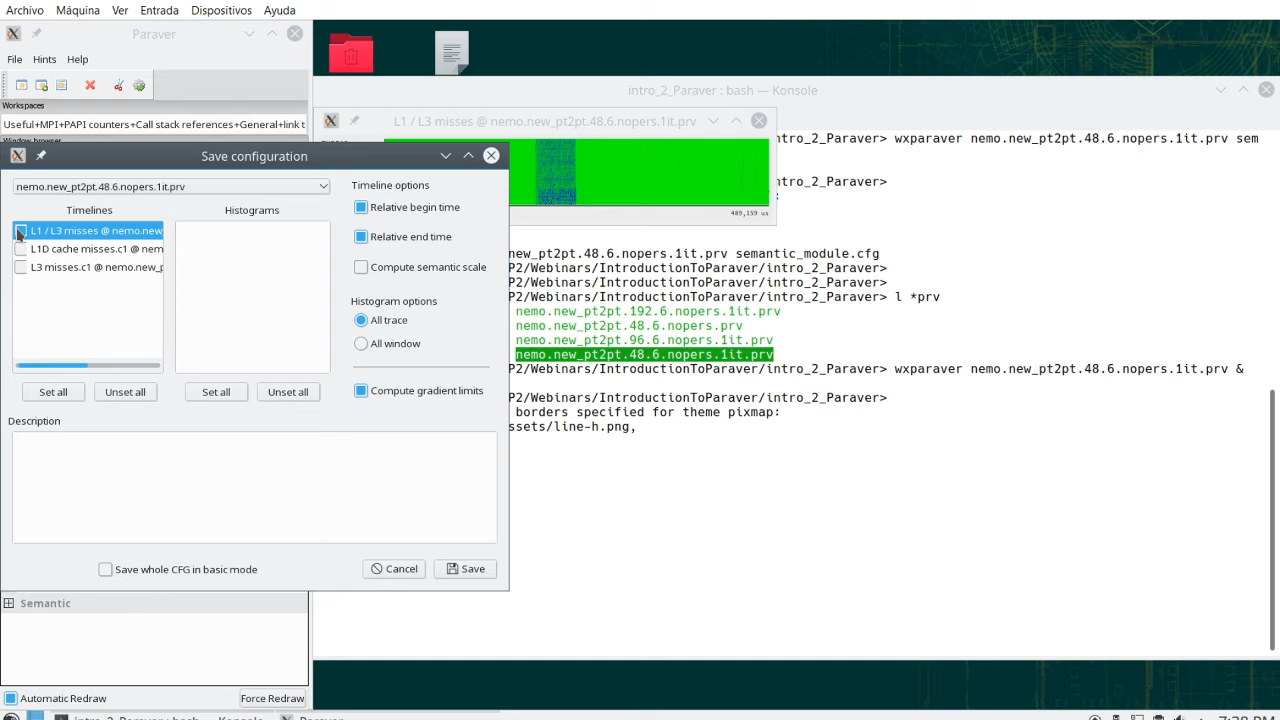 Archivo Máquina Ver Entrada Dispositivos Ayuda
Paraver
File Hints Help
Workspaces
Useful+MPI+PAPI counters+Call stack references+General+link t
intro_2_Paraver : bash — Konsole
L1 / L3 misses @ nemo.new_pt2pt.48.6.nopers.1it.prv
489,159 us
Save configuration
nemo.new_pt2pt.48.6.nopers.1it.prv
Timelines
L1 / L3 misses @ nemo.new
L1D cache misses.c1 @ nem
L3 misses.c1 @ nemo.new_p
Set all Unset all
Histograms
Set all Unset all
Timeline options
Relative begin time
Relative end time
Compute semantic scale
Histogram options
All trace
All window
Compute gradient limits
Description
Save whole CFG in basic mode
Cancel Save
intro_2_Paraver> wxparaver nemo.new_pt2pt.48.6.nopers.1it.prv sem
ntro_2_Paraver>
new_pt2pt.48.6.nopers.1it.prv semantic_module.cfg
P2/Webinars/IntroductionToParaver/intro_2_Paraver>
P2/Webinars/IntroductionToParaver/intro_2_Paraver>
P2/Webinars/IntroductionToParaver/intro_2_Paraver> l *prv
nemo.new_pt2pt.192.6.nopers.1it.prv
nemo.new_pt2pt.48.6.nopers.prv
nemo.new_pt2pt.96.6.nopers.1it.prv
nemo.new_pt2pt.48.6.nopers.1it.prv
P2/Webinars/IntroductionToParaver/intro_2_Paraver> wxparaver nemo.new_pt2pt.48.6.nopers.1it.prv &
P2/Webinars/IntroductionToParaver/intro_2_Paraver>
borders specified for theme pixmap:
ssets/line-h.png,
Semantic
Automatic Redraw Force Redraw